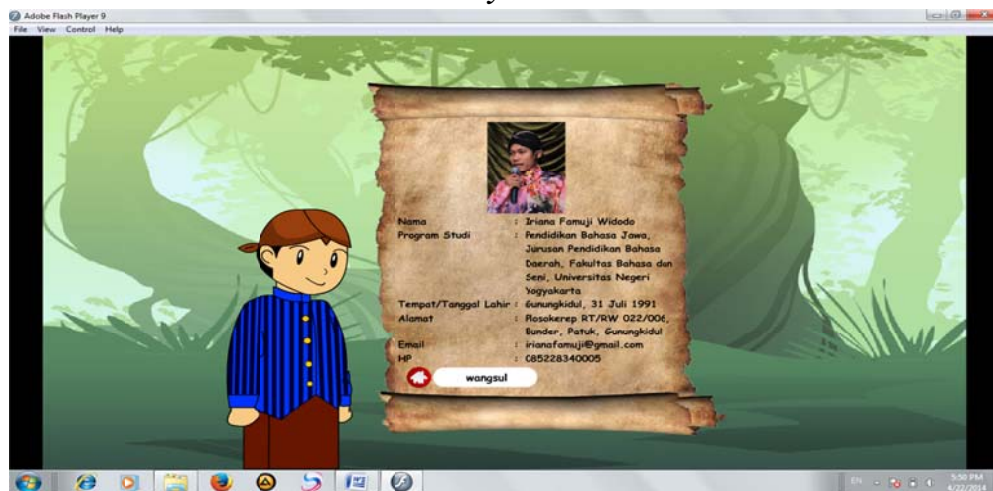 Adobe Flash Player 9
File View Control Help
Nama : Iriana Famuji Widodo
Program Studi : Pendidikan Bahasa Jawa,
Jurusan Pendidikan Bahasa
Daerah, Fakultas Bahasa dan
Seni, Universitas Negeri
Yogyakarta
Tempat/Tanggal Lahir : Gunungkidul, 31 Juli 1991
Alamat : Plosokerep RT/RW 022/006,
Bunder, Patuk, Gunungkidul
Email : irianafamuji@gmail.com
HP : 085228340005
wangsul
EN
5:50 PM
4/22/2014